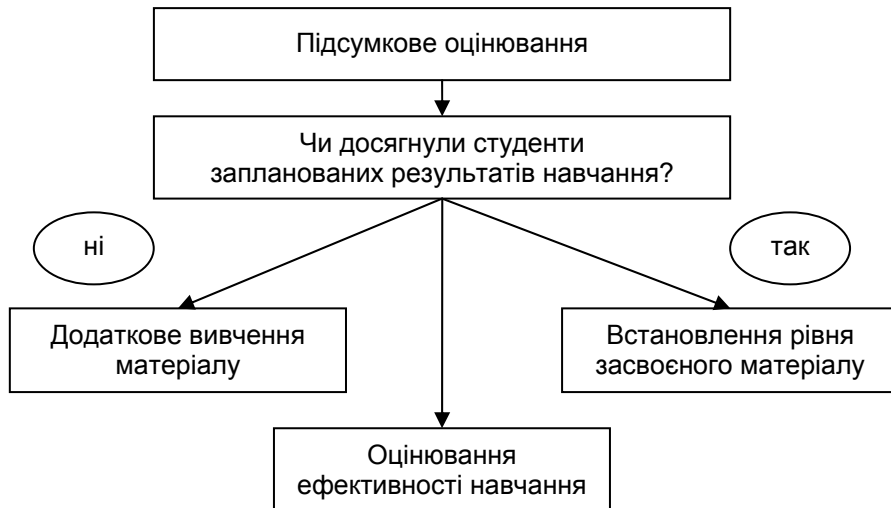 Підсумкове оцінювання
Чи досягнули студенти
запланованих результатів навчання?
ні
так
Додаткове вивчення
матеріалу
Встановлення рівня
засвоєного матеріалу
Оцінювання
ефективності навчання